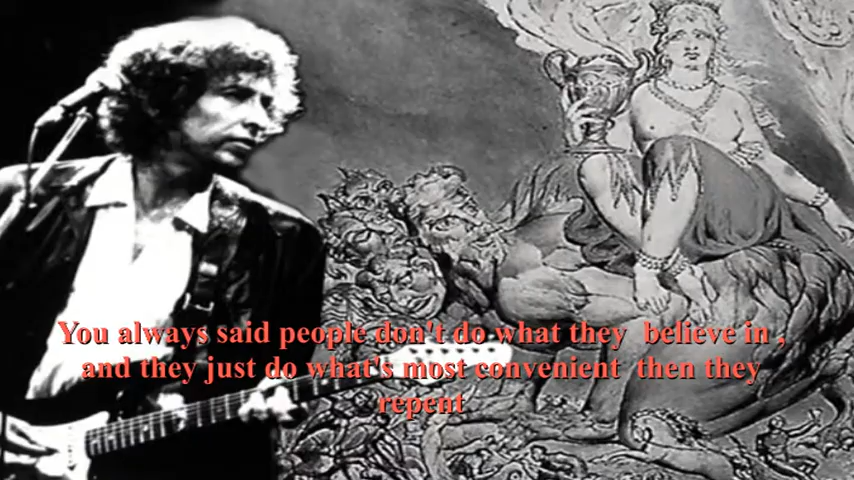 You always said people don't do what they believe in ,
and they just do what's most convenient then they
repent